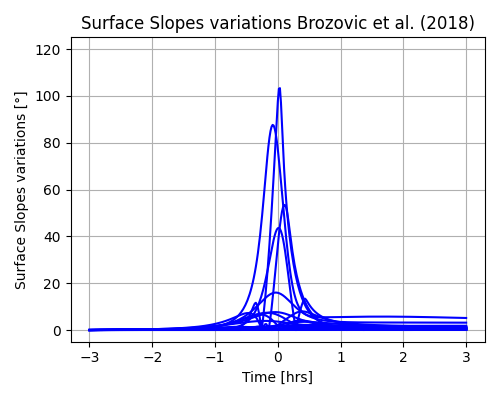 Surface Slopes variations Brozovic et al. (2018)
Surface Slopes variations [°]
120
100
80
60
40
20
0
−3 −2 −1 0 1 2 3
Time [hrs]